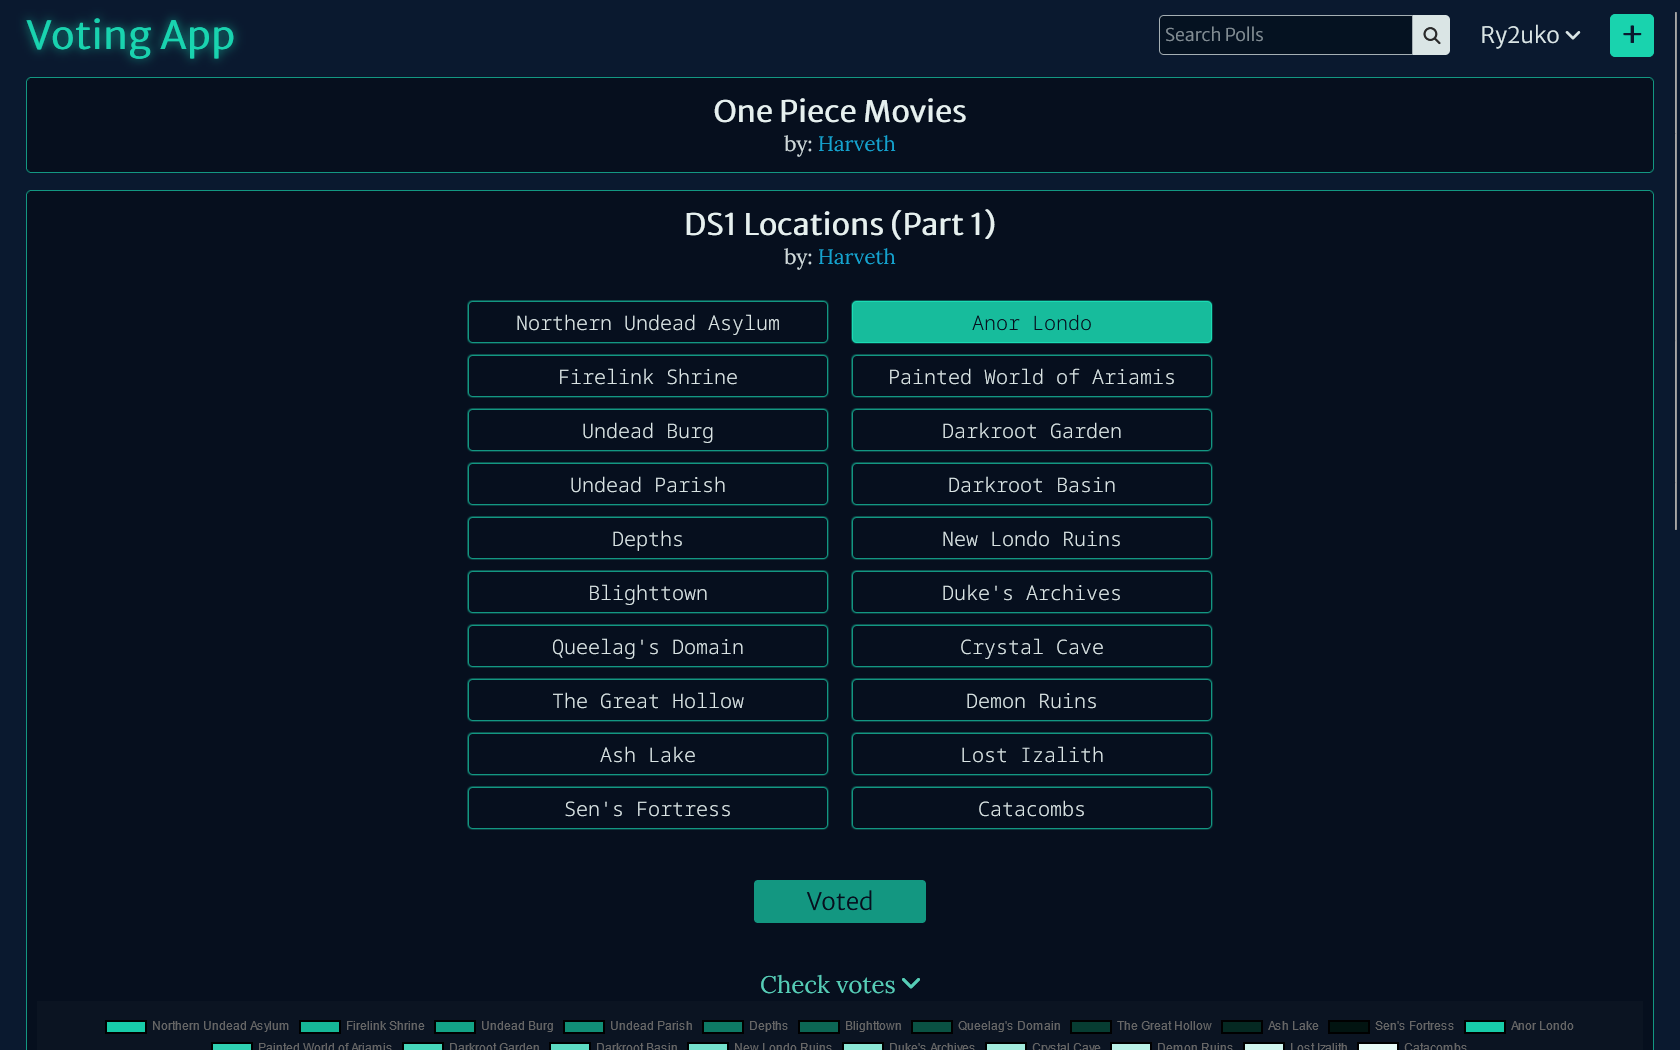 Voting App
Search Polls
Ry2uko
+
One Piece Movies
by: Harveth
DS1 Locations (Part 1)
by: Harveth
Northern Undead Asylum
Anor Londo
Firelink Shrine
Painted World of Ariamis
Undead Burg
Darkroot Garden
Undead Parish
Darkroot Basin
Depths
New Londo Ruins
Blighttown
Duke's Archives
Queelag's Domain
Crystal Cave
The Great Hollow
Demon Ruins
Ash Lake
Lost Izalith
Sen's Fortress
Catacombs
Voted
Check votes
Northern Undead Asylum Firelink Shrine Undead Burg Undead Parish Depths Blighttown Queelag's Domain The Great Hollow Ash Lake Sen's Fortress Anor Londo
Painted World of Ariamis Darkroot Garden Darkroot Basin New Londo Ruins Duke's Archives Crystal Cave Demon Ruins Lost Izalith Catacombs